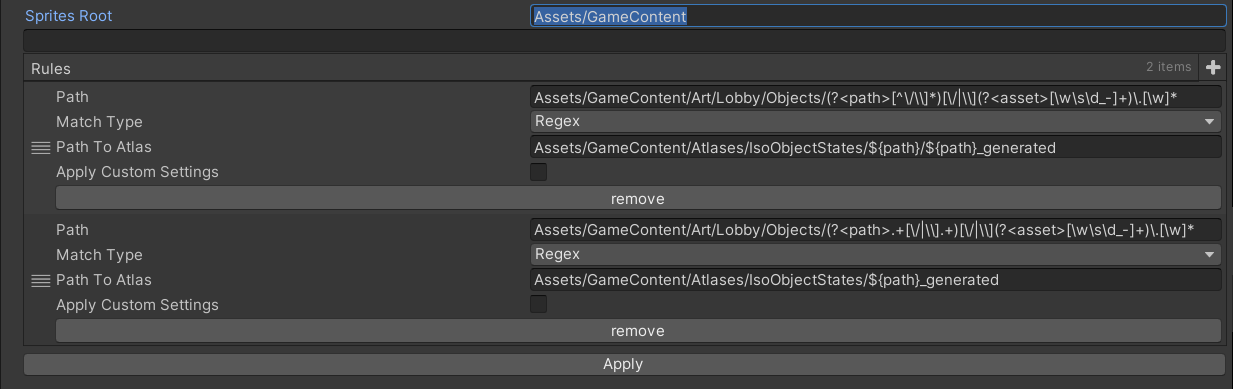 Sprites Root Assets/GameContent
Rules 2 items
Path Assets/GameContent/Art/Lobby/Objects/(?<path>[^\/\\]*)[\/|\\](?<asset>[\w\s\d_-]+)\.[\w]*
Match Type Regex
Path To Atlas Assets/GameContent/Atlases/IsoObjectStates/${path}/${path}_generated
Apply Custom Settings
remove
Path Assets/GameContent/Art/Lobby/Objects/(?<path>.+[\/|\\].+)[\/|\\](?<asset>[\w\s\d_-]+)\.[\w]*
Match Type Regex
Path To Atlas Assets/GameContent/Atlases/IsoObjectStates/${path}_generated
Apply Custom Settings
remove
Apply